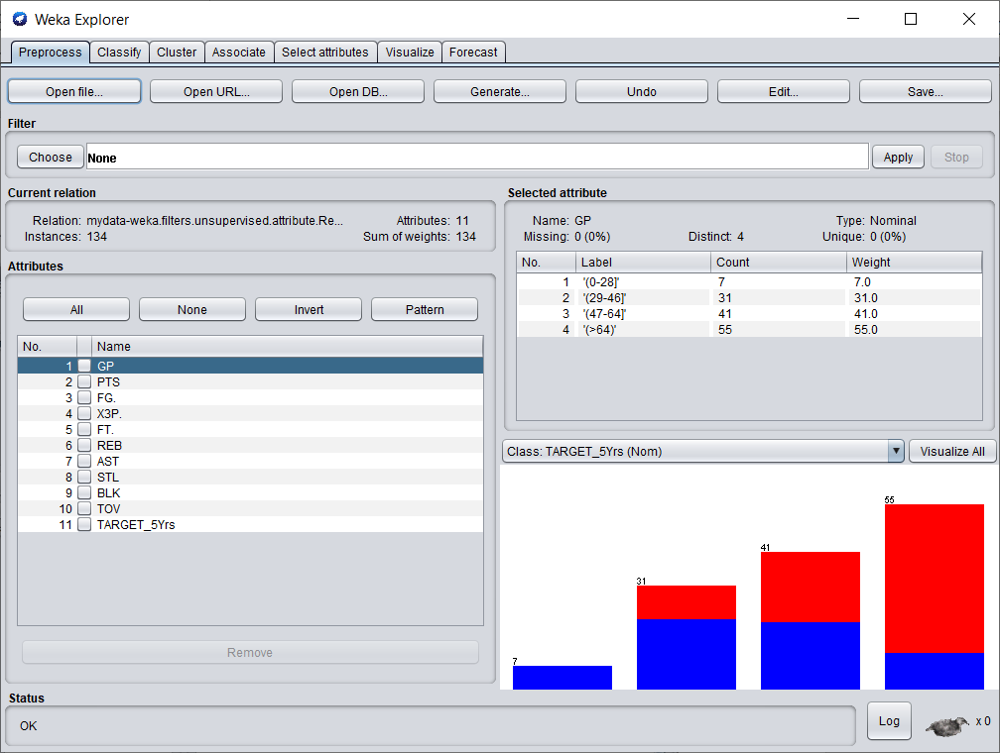 Weka Explorer
Preprocess Classify Cluster Associate Select attributes Visualize Forecast
Open file... Open URL... Open DB... Generate... Undo Edit... Save...
Filter
Choose None Apply Stop
Current relation
Relation: mydata-weka.filters.unsupervised.attribute.Re... Attributes: 11
Instances: 134 Sum of weights: 134
Attributes
All None Invert Pattern
No. Name
1 GP
2 PTS
3 FG.
4 X3P.
5 FT.
6 REB
7 AST
8 STL
9 BLK
10 TOV
11 TARGET_5Yrs
Remove
Selected attribute
Name: GP Type: Nominal
Missing: 0 (0%) Distinct: 4 Unique: 0 (0%)
No. Label Count Weight
1 '(0-28]' 7 7.0
2 '(29-46]' 31 31.0
3 '(47-64]' 41 41.0
4 '(>64)' 55 55.0
Class: TARGET_5Yrs (Nom) Visualize All
7 31 41 55
Status
OK Log x 0